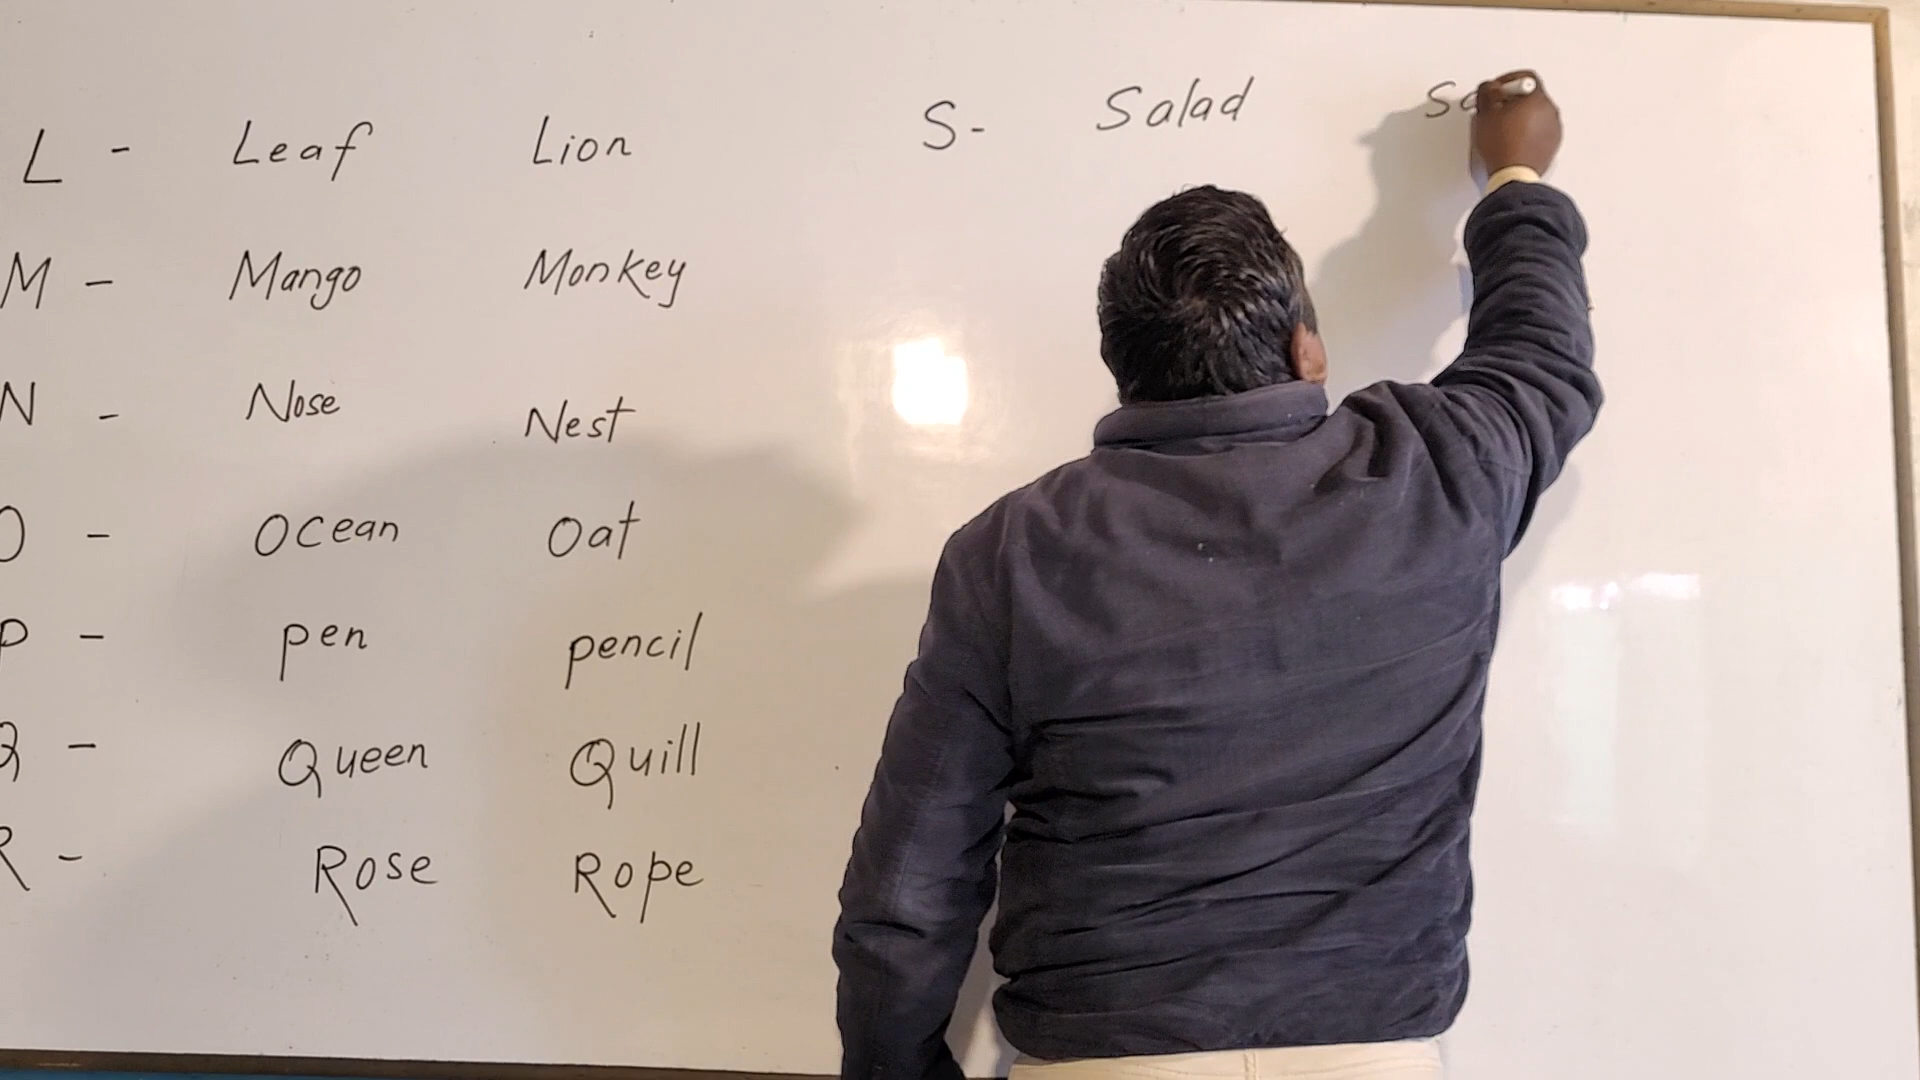 L - Leaf Lion
M - Mango Monkey
N - Nose Nest
O - Ocean Oat
P - pen pencil
Q - Queen Quill
R - Rose Rope
S- Salad